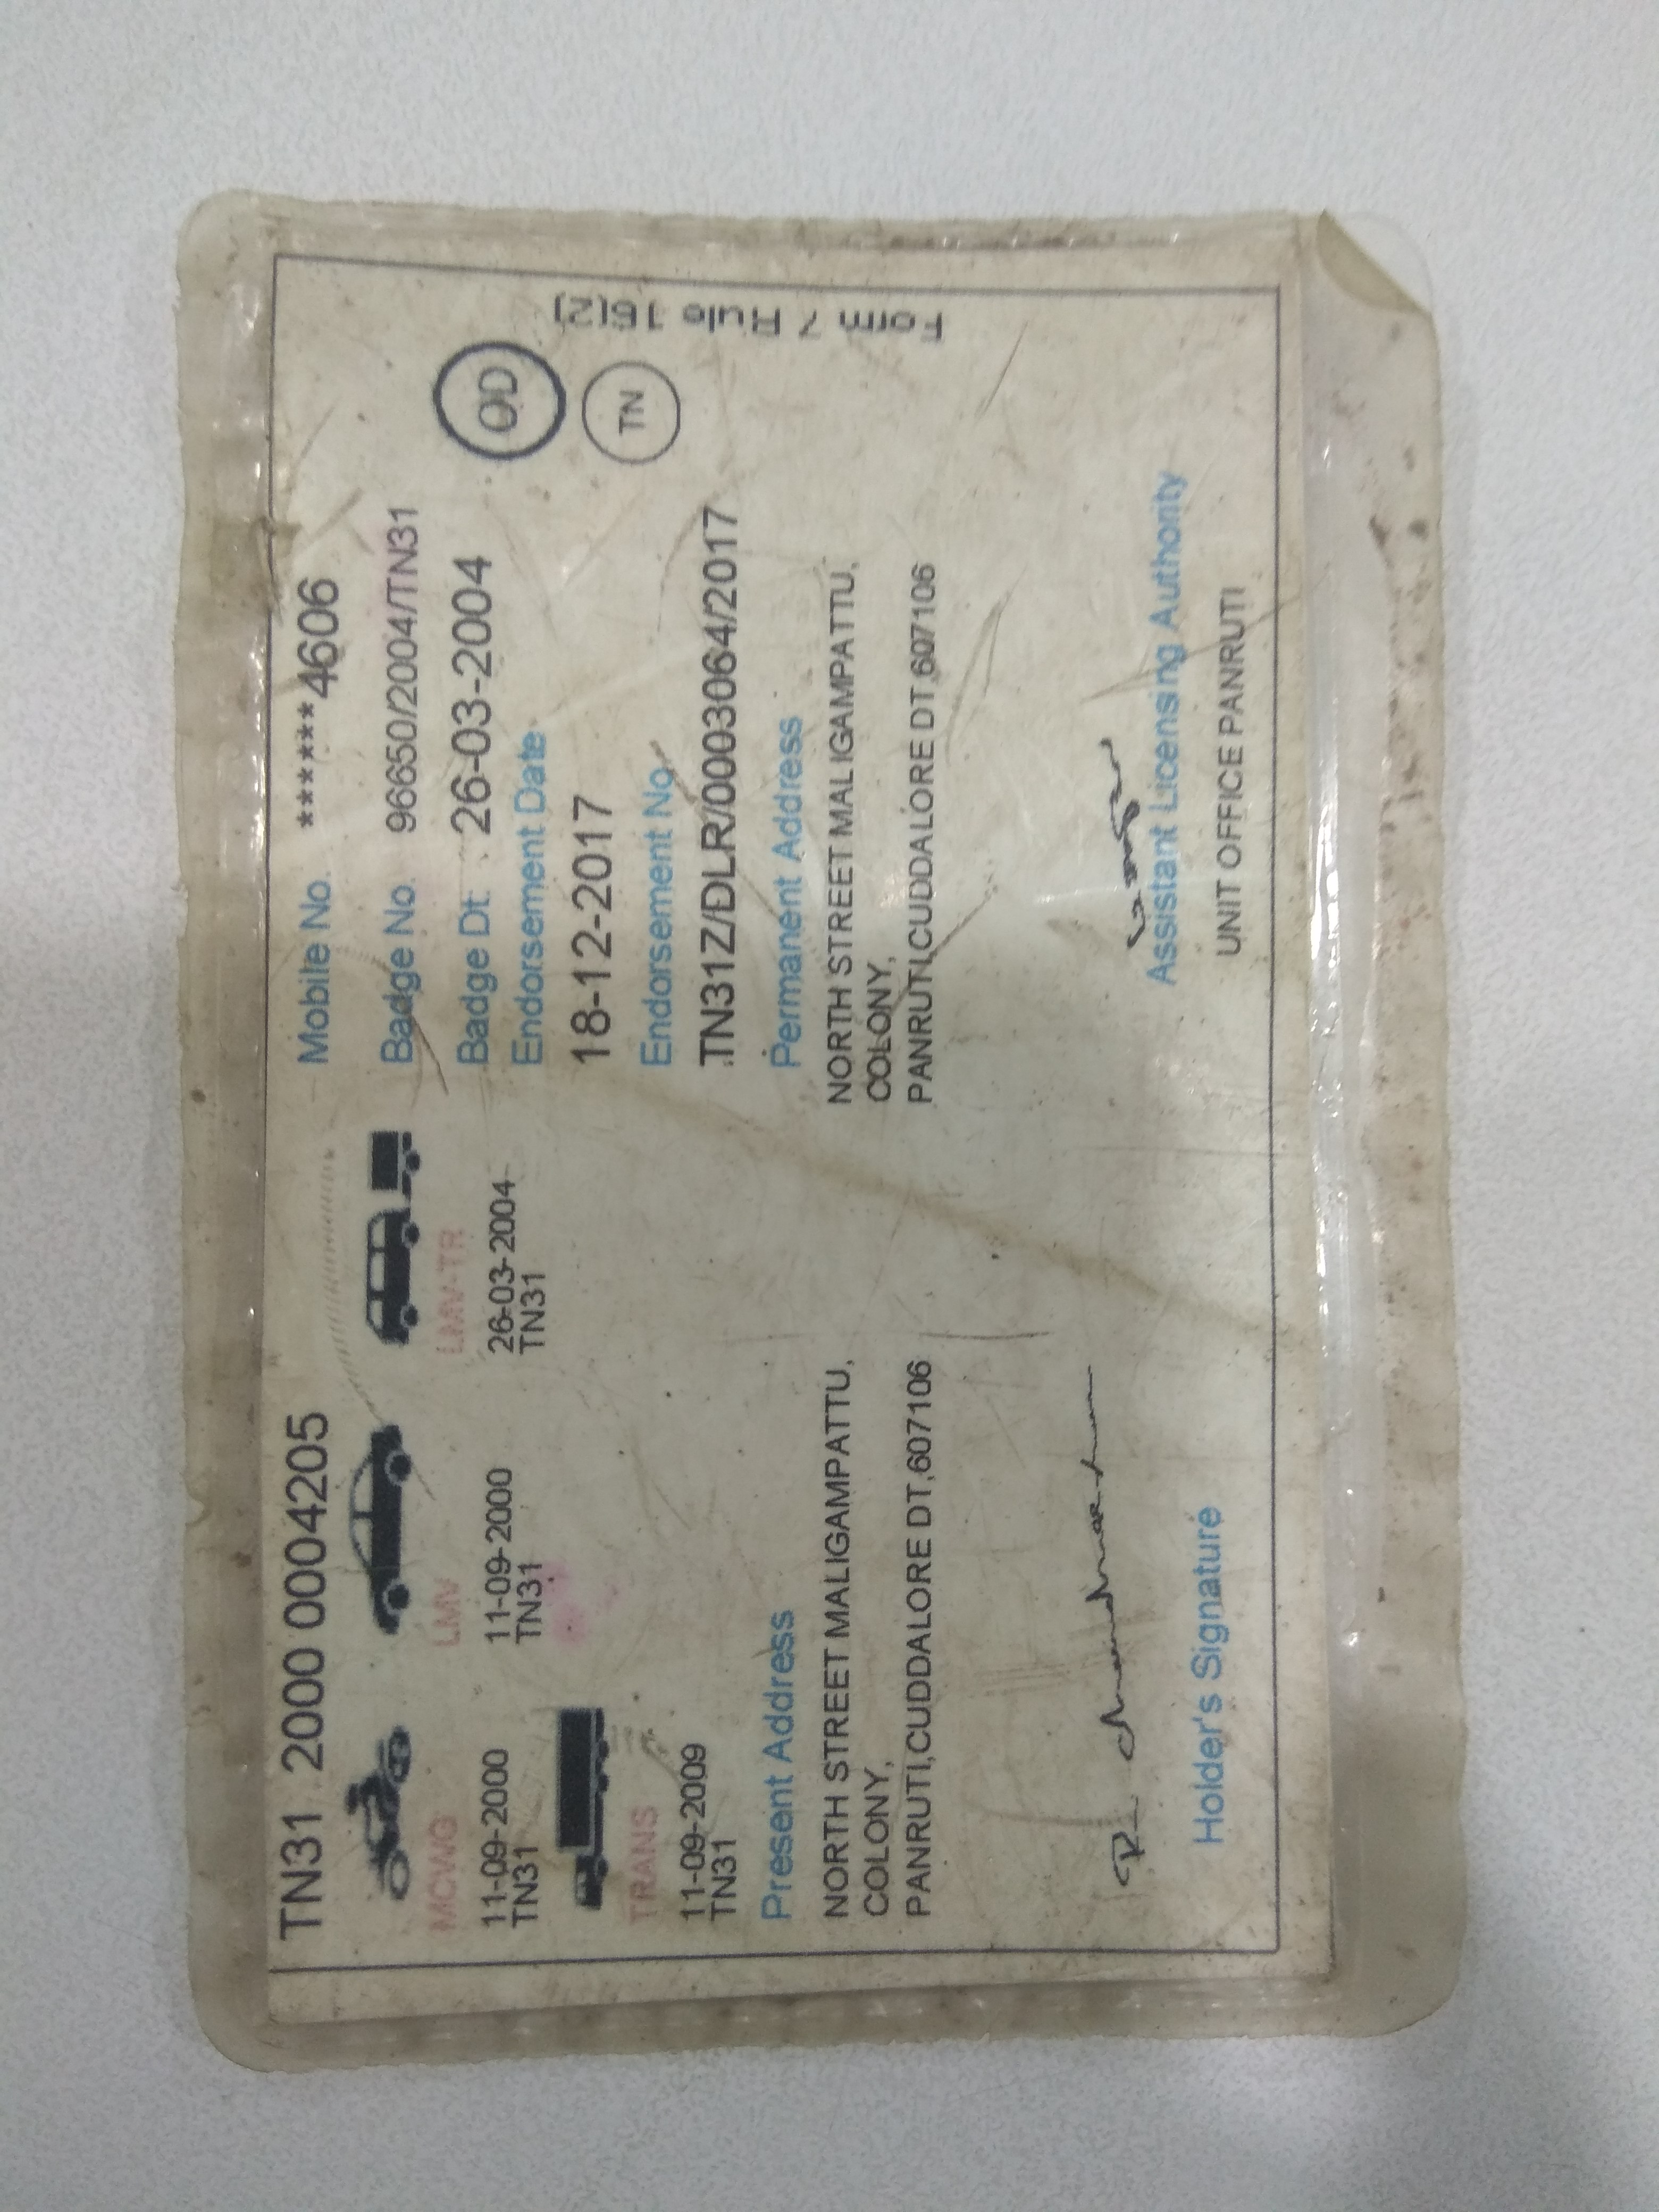 TN31 2000 0004205
MCWG
11-09-2000
TN31
LMV
11-09-2000
TN31
LMV-TR
26-03-2004
TN31
TRANS
11-09-2009
TN31
Mobile No. ******4606
Badge No. 96650/2004/TN31
Badge Dt. 26-03-2004
Endorsement Date
18-12-2017
Endorsement No.
TN31Z/DLR/0003064/2017
OD
TN
Form 7 Rule 16(2)
Present Address
NORTH STREET MALIGAMPATTU,
COLONY,
PANRUTI,CUDDALORE DT,607106
Permanent Address
NORTH STREET MALIGAMPATTU,
COLONY,
PANRUTI,CUDDALORE DT,607106
Holder's Signature
Assistant Licensing Authority
UNIT OFFICE PANRUTI